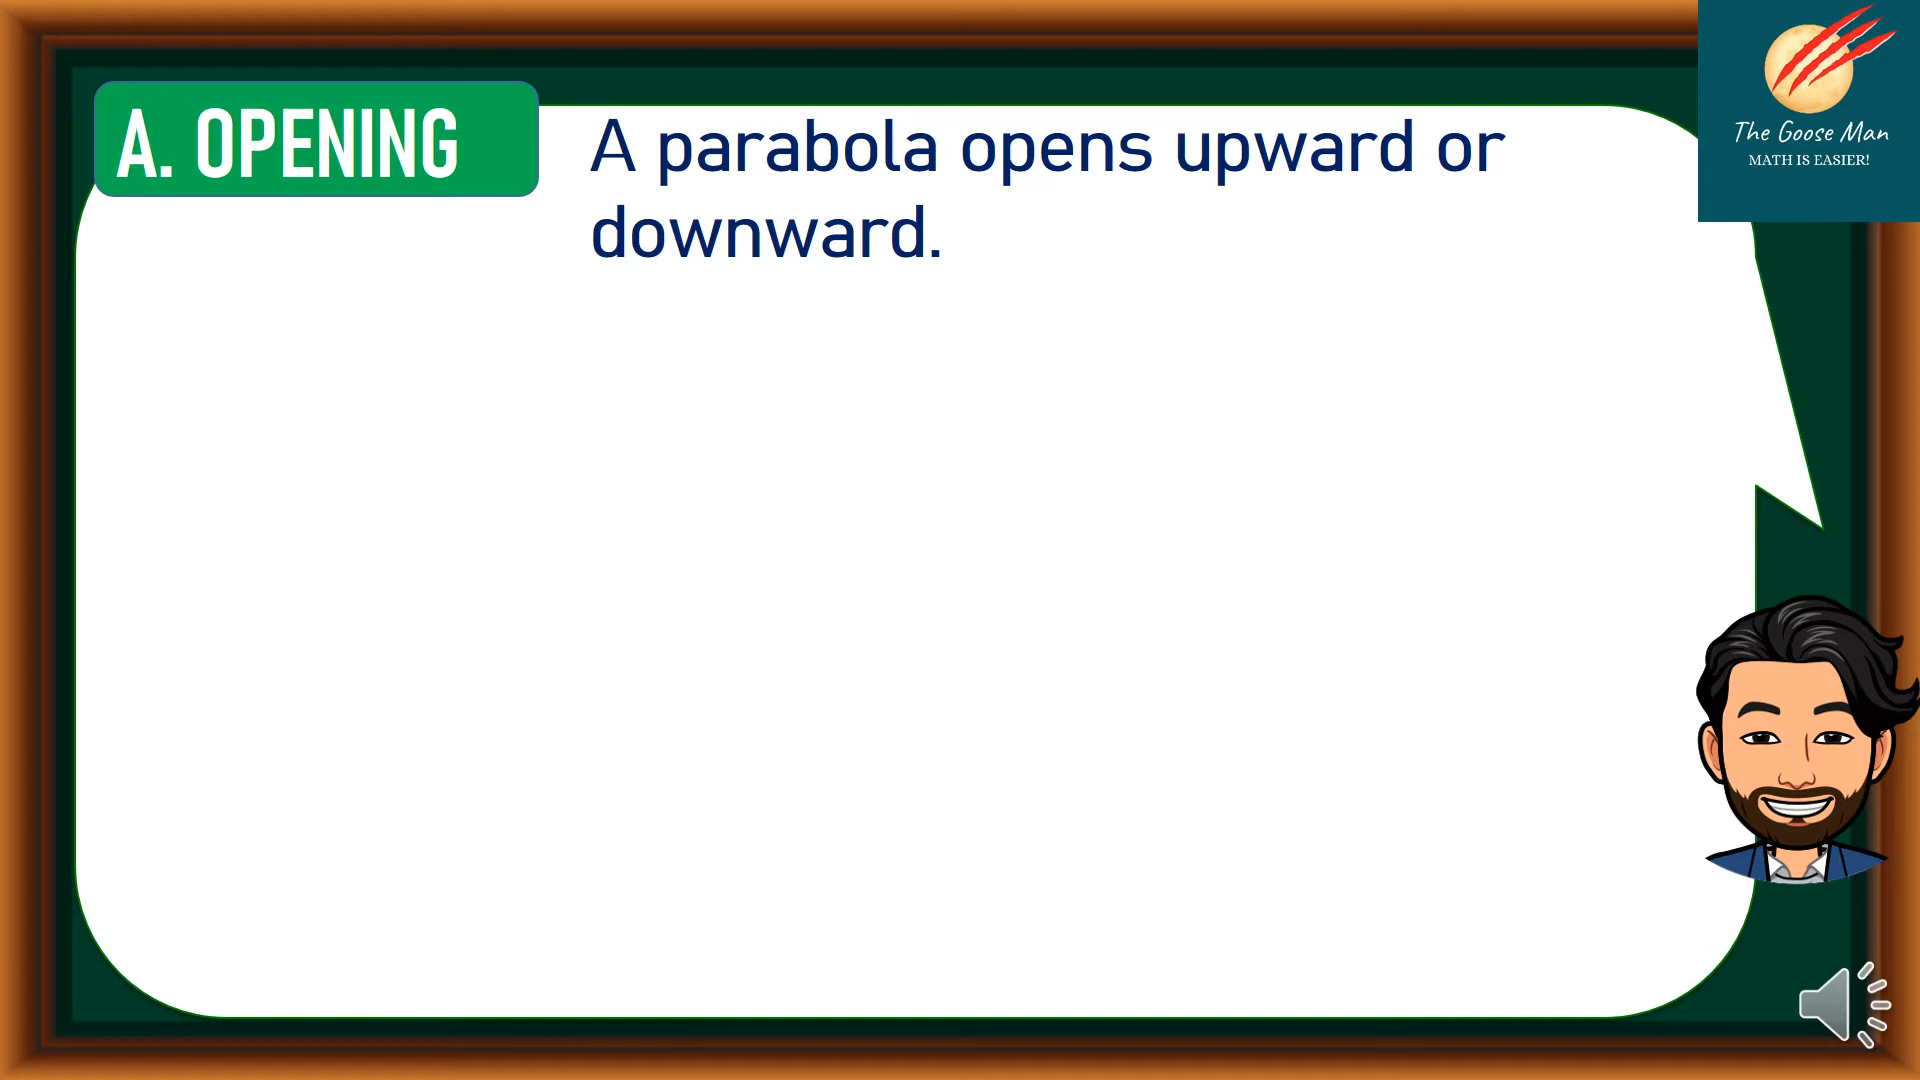 A. OPENING
A parabola opens upward or
downward.
The Goose Man
MATH IS EASIER!